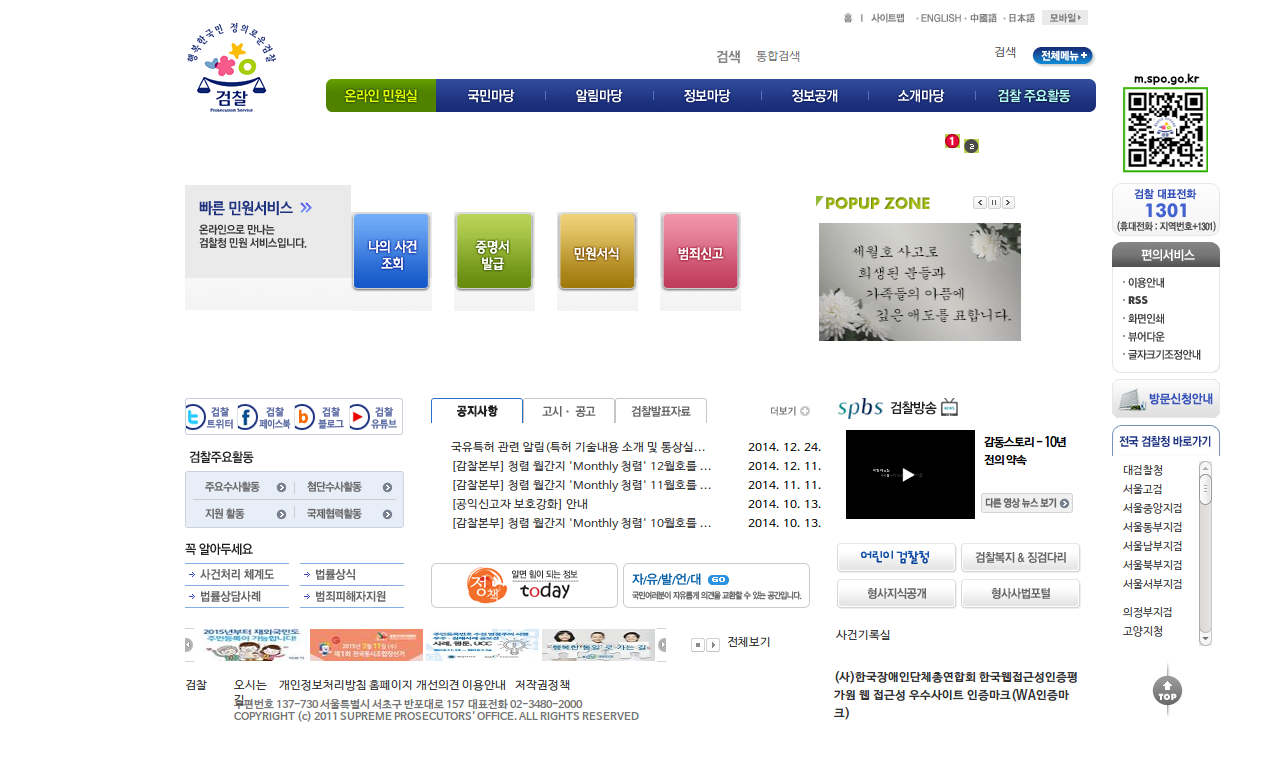 행복한국민 정의로운검찰
검찰
Prosecution Service
홈 사이트맵 ENGLISH 中國語 日本語 모바일
검색 통합검색 검색 전체메뉴
온라인 민원실 국민마당 알림마당 정보마당 정보공개 소개마당 검찰 주요활동
1 2
빠른 민원서비스
온라인으로 만나는
검찰청 민원 서비스입니다.
나의 사건
조회
증명서
발급
민원서식
범죄신고
POPUP ZONE
세월호 사고로
희생된 분들과
가족들의 아픔에
깊은 애도를 표합니다.
m.spo.go.kr
검찰 대표전화
1301
(휴대전화 : 지역번호+1301)
편의서비스
· 이용안내
· RSS
· 화면인쇄
· 뷰어다운
· 글자크기조정안내
방문신청안내
전국 검찰청 바로가기
대검찰청
서울고검
서울중앙지검
서울동부지검
서울남부지검
서울북부지검
서울서부지검
의정부지검
고양지청
TOP
검찰 트위터
검찰 페이스북
검찰 블로그
검찰 유튜브
검찰주요활동
주요수사활동 첨단수사활동
지원 활동 국제협력활동
꼭 알아두세요
사건처리 체계도 법률상식
법률상담사례 범죄피해자지원
공지사항 고시 · 공고 검찰발표자료 더보기
국유특허 관련 알림(특허 기술내용 소개 및 통상실... 2014. 12. 24.
[감찰본부] 청렴 월간지 'Monthly 청렴' 12월호를 ... 2014. 12. 11.
[감찰본부] 청렴 월간지 'Monthly 청렴' 11월호를 ... 2014. 11. 11.
[공익신고자 보호강화] 안내 2014. 10. 13.
[감찰본부] 청렴 월간지 'Monthly 청렴' 10월호를 ... 2014. 10. 13.
정책
알면 힘이 되는 정보
today
자/유/발/언/대 GO
국민여러분이 자유롭게 의견을 교환할 수 있는 공간입니다.
spbs 검찰방송
감동스토리 - 10년
전의 약속
다른 영상 뉴스 보기
어린이 검찰청 검찰복지 & 징검다리
형사지식공개 형사사법포털
2015년부터 재외국민도
주민등록이 가능합니다!
2015년 3월 11일(수)
제1회 전국동시조합장선거
사례, 웹툰, UCC
행복한 '통일'로 가는 길
전체보기
사건기록실
검찰 오시는길 개인정보처리방침 홈페이지 개선의견 이용안내 저작권정책
우편번호 137-730 서울특별시 서초구 반포대로 157 대표전화 02-3480-2000
COPYRIGHT (c) 2011 SUPREME PROSECUTORS' OFFICE. ALL RIGHTS RESERVED
(사)한국장애인단체총연합회 한국웹접근성인증평
가원 웹 접근성 우수사이트 인증마크(WA인증마
크)